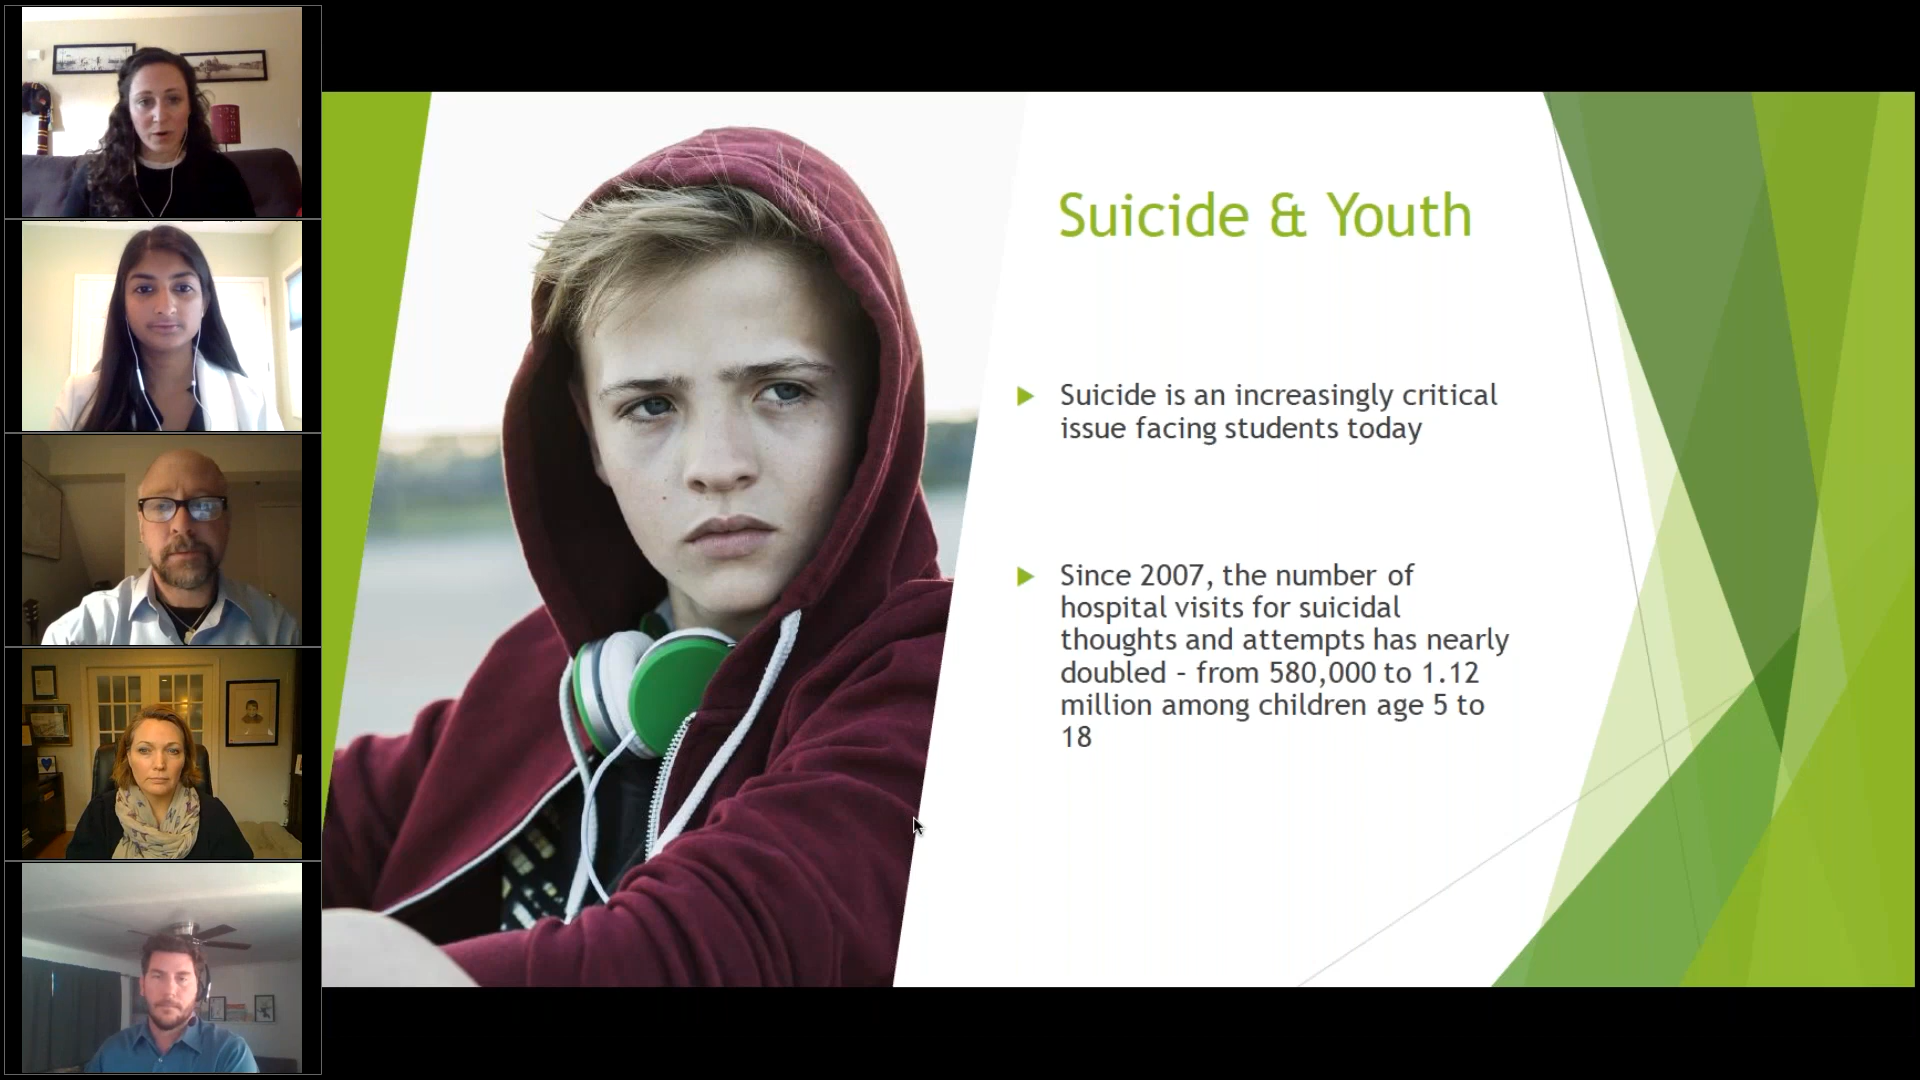 Suicide & Youth
Suicide is an increasingly critical
issue facing students today
Since 2007, the number of
hospital visits for suicidal
thoughts and attempts has nearly
doubled – from 580,000 to 1.12
million among children age 5 to
18